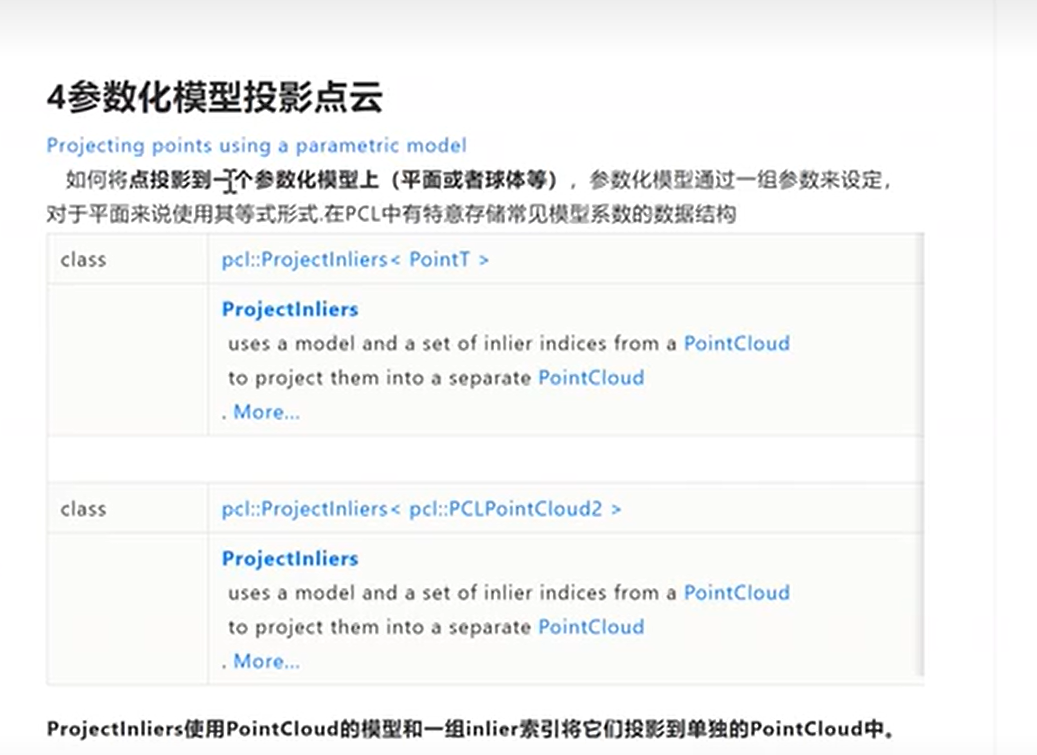 4参数化模型投影点云
Projecting points using a parametric model
如何将点投影到一个参数化模型上（平面或者球体等），参数化模型通过一组参数来设定，
对于平面来说使用其等式形式.在PCL中有特意存储常见模型系数的数据结构
class pcl::ProjectInliers< PointT >
ProjectInliers
uses a model and a set of inlier indices from a PointCloud
to project them into a separate PointCloud
. More...
class pcl::ProjectInliers< pcl::PCLPointCloud2 >
ProjectInliers
uses a model and a set of inlier indices from a PointCloud
to project them into a separate PointCloud
. More...
ProjectInliers使用PointCloud的模型和一组inlier索引将它们投影到单独的PointCloud中。